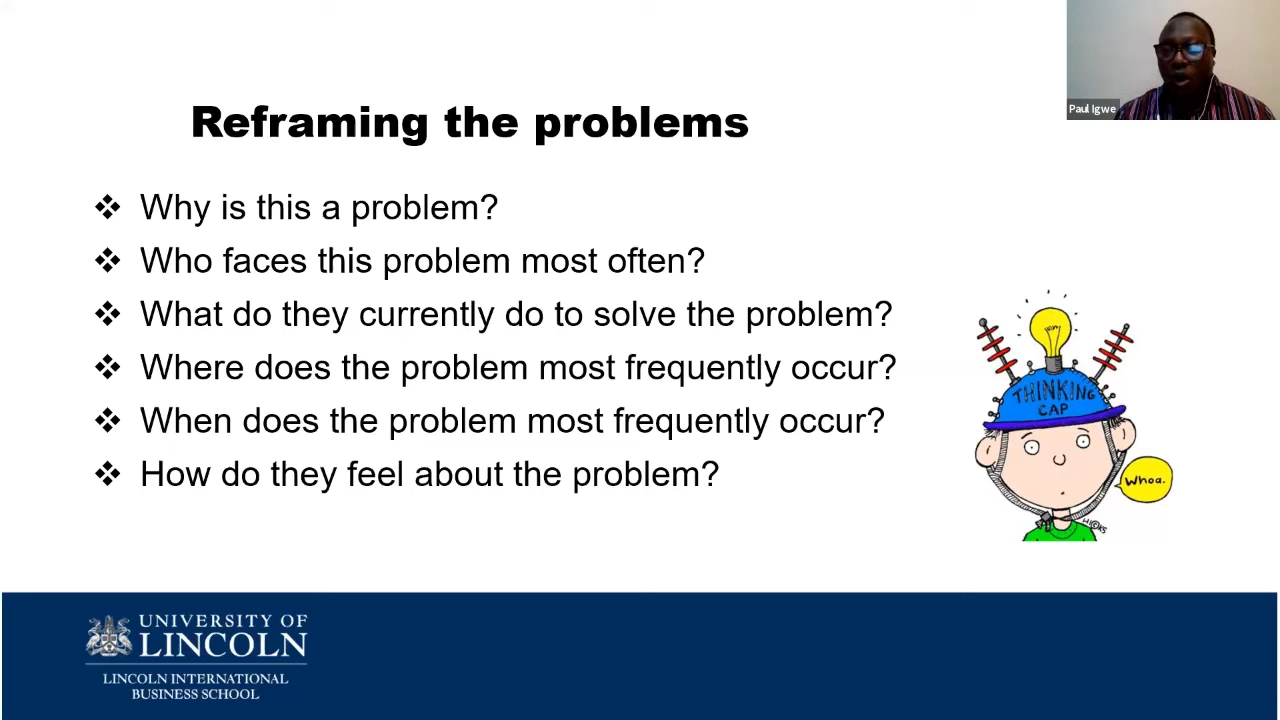 Paul Igwe
Reframing the problems
❖ Why is this a problem?
❖ Who faces this problem most often?
❖ What do they currently do to solve the problem?
❖ Where does the problem most frequently occur?
❖ When does the problem most frequently occur?
❖ How do they feel about the problem?
THINKING
CAP
Whoa.
UNIVERSITY OF
LINCOLN
LINCOLN INTERNATIONAL
BUSINESS SCHOOL